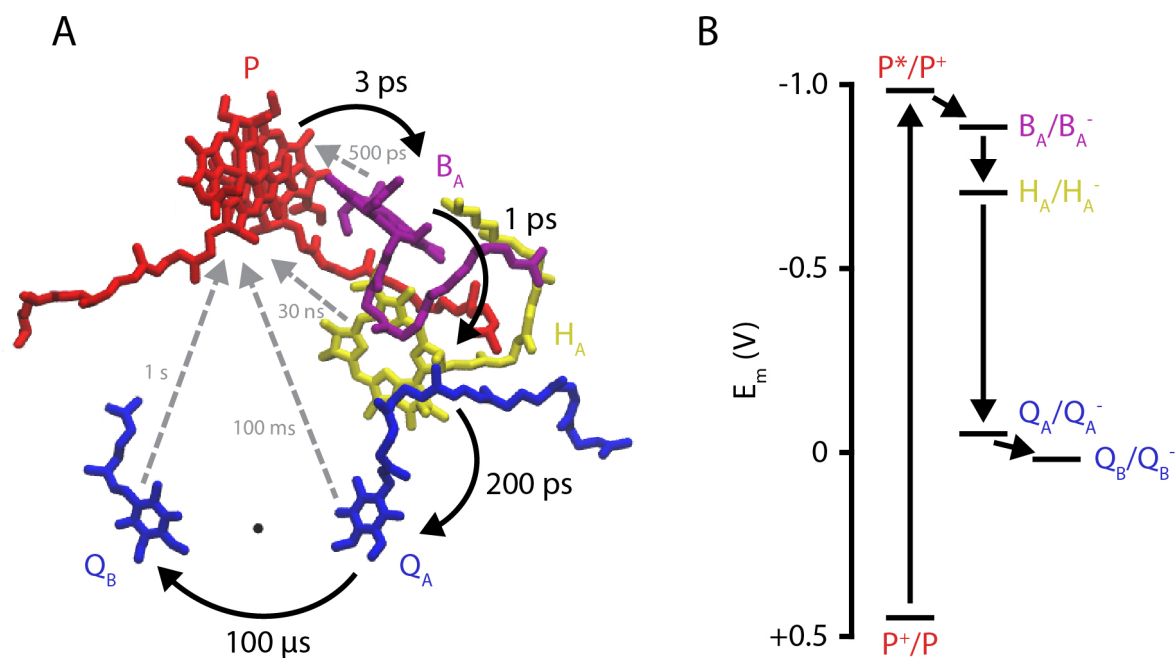 A
P
3 ps
500 ps
B_A
1 ps
30 ns
H_A
1 s
100 ms
200 ps
Q_B
Q_A
100 µs
B
P*/P⁺
-1.0
B_A/B_A⁻
H_A/H_A⁻
-0.5
E_m (V)
Q_A/Q_A⁻
0
Q_B/Q_B⁻
+0.5
P⁺/P